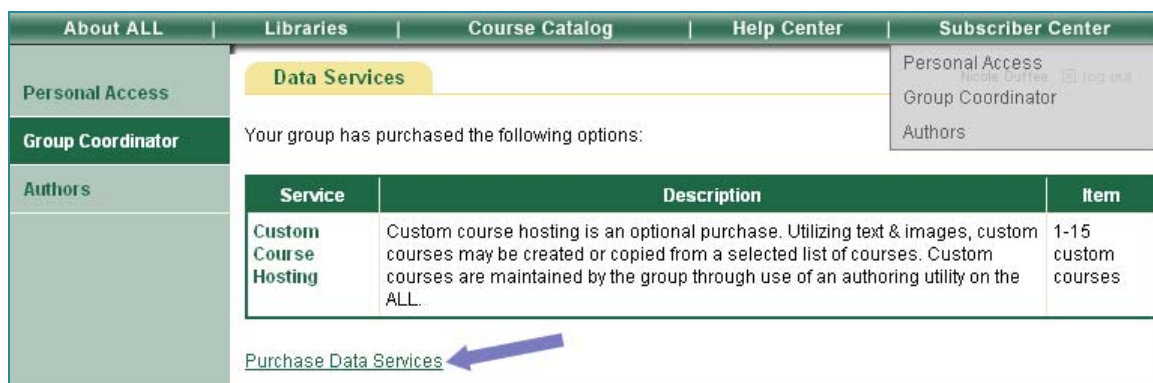 About ALL | Libraries | Course Catalog | Help Center | Subscriber Center
Personal Access
Group Coordinator
Authors
Data Services
Personal Access
Nicole Duffee log out
Group Coordinator
Authors
Your group has purchased the following options:
Service Description Item
Custom Course Hosting
Custom course hosting is an optional purchase. Utilizing text & images, custom
courses may be created or copied from a selected list of courses. Custom
courses are maintained by the group through use of an authoring utility on the
ALL.
1-15
custom
courses
Purchase Data Services